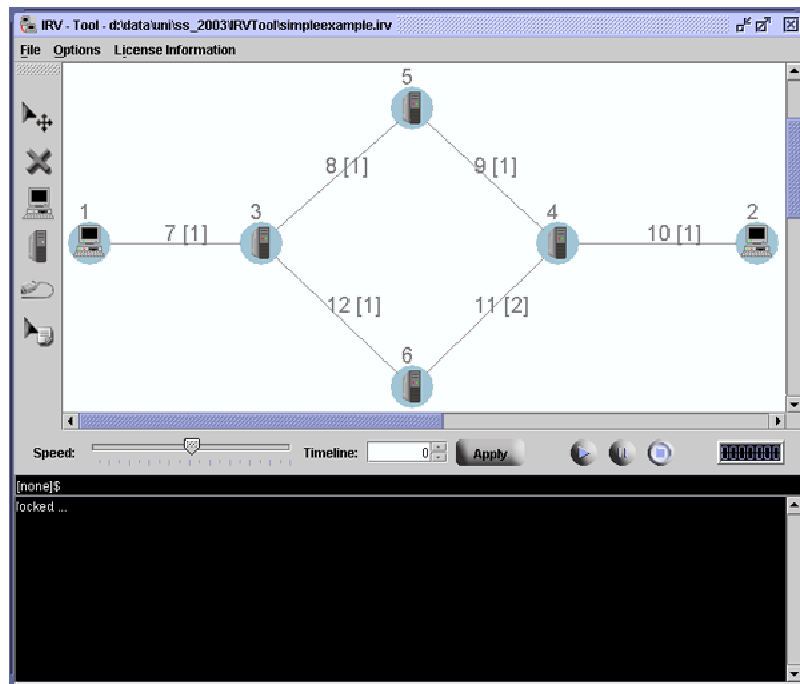 IRV - Tool - d:\data\uni\ss_2003\IRVTool\simpleexample.irv
File Options License Information
5
8 [1]
9 [1]
1
3
4
2
7 [1]
10 [1]
12 [1]
11 [2]
6
Speed:
Timeline:
0
Apply
0000000
[none]$
locked ...